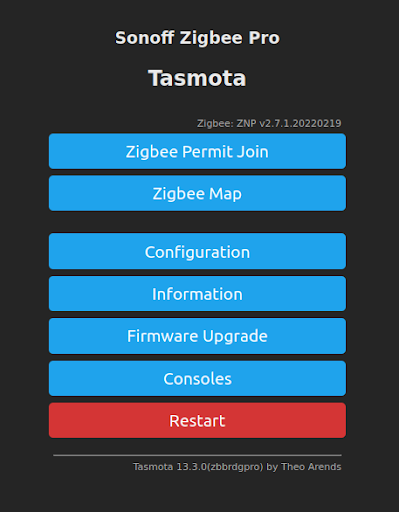 Sonoff Zigbee Pro
Tasmota
Zigbee: ZNP v2.7.1.20220219
Zigbee Permit Join
Zigbee Map
Configuration
Information
Firmware Upgrade
Consoles
Restart
Tasmota 13.3.0(zbbrdgpro) by Theo Arends